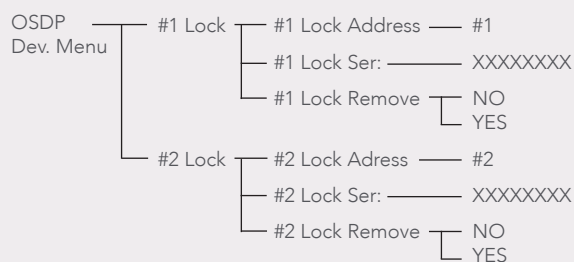 OSDP
Dev. Menu
#1 Lock
#1 Lock Address
#1
#1 Lock Ser:
XXXXXXXX
#1 Lock Remove
NO
YES
#2 Lock
#2 Lock Adress
#2
#2 Lock Ser:
XXXXXXXX
#2 Lock Remove
NO
YES